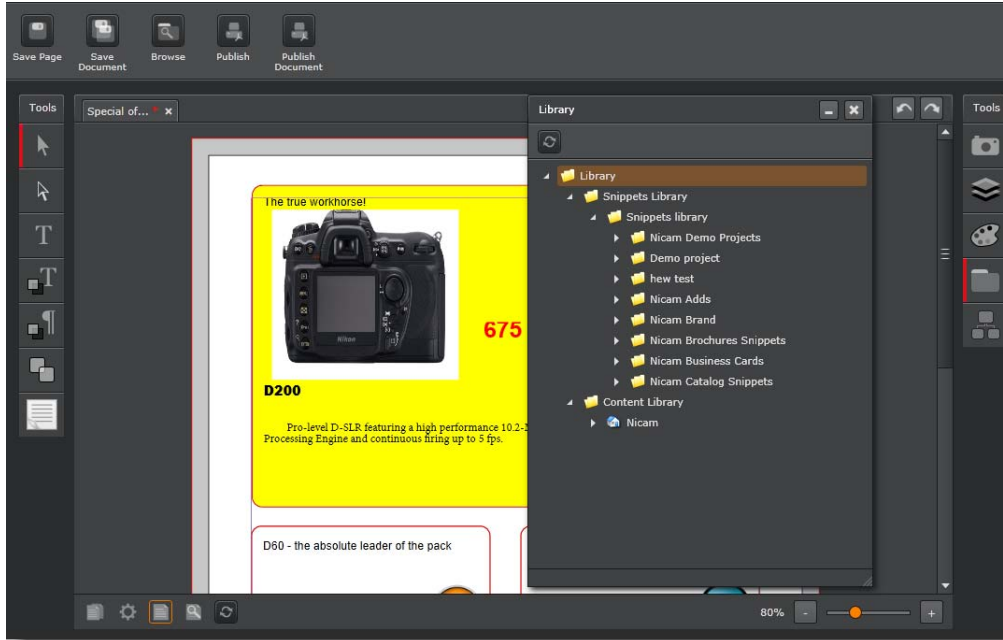 Save Page
Save
Document
Browse
Publish
Publish
Document
Tools
Special of...* x
Library
Tools
Library
Snippets Library
Snippets library
Nicam Demo Projects
Demo project
hew test
Nicam Adds
Nicam Brand
Nicam Brochures Snippets
Nicam Business Cards
Nicam Catalog Snippets
Content Library
Nicam
T
T
The true workhorse!
Nikon
675
D200
Pro-level D-SLR featuring a high performance 10.2-
Processing Engine and continuous firing up to 5 fps.
D60 - the absolute leader of the pack
80% - +